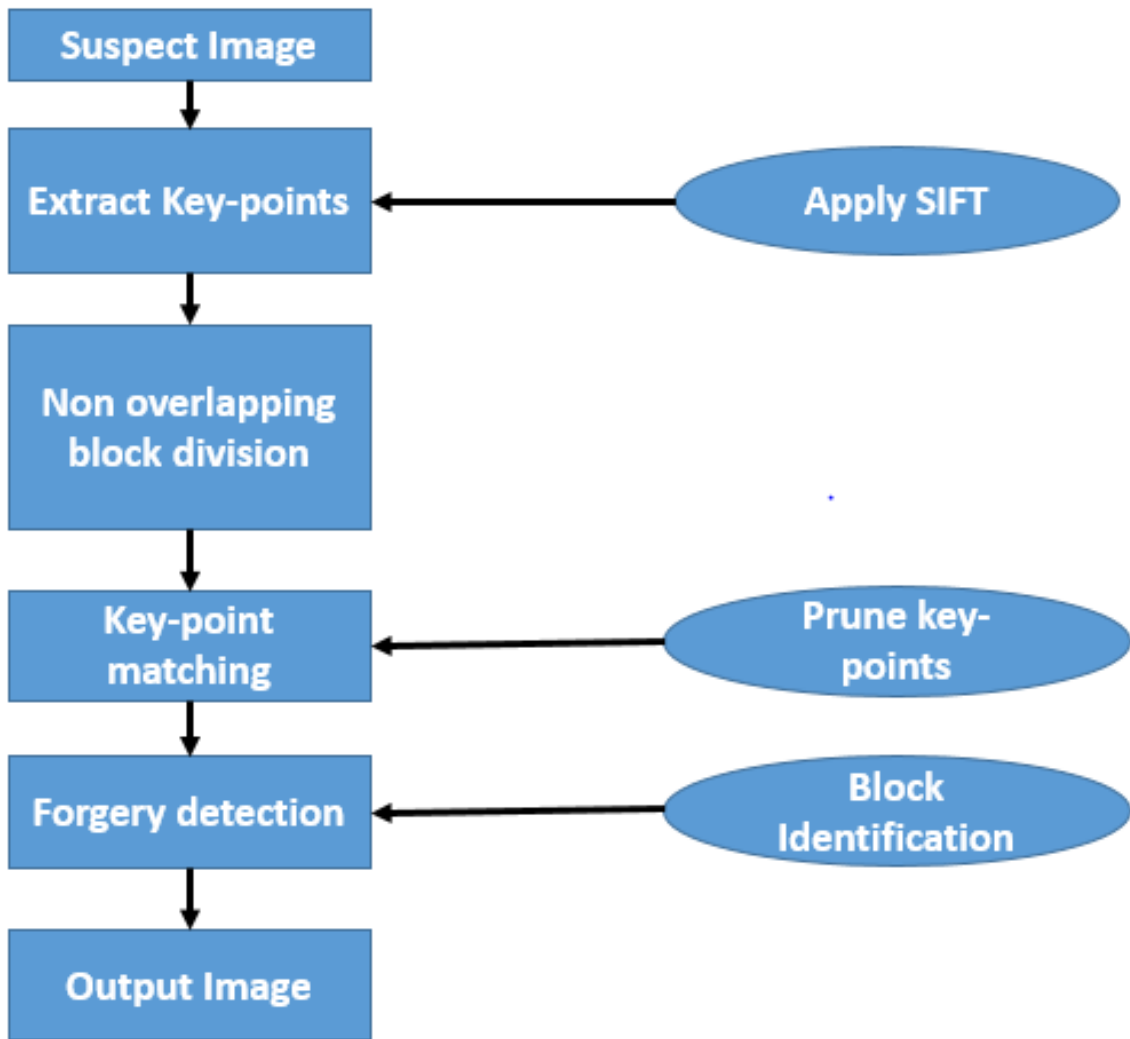 Suspect Image
Extract Key-points
Apply SIFT
Non overlapping
block division
Key-point
matching
Prune key-
points
Forgery detection
Block
Identification
Output Image